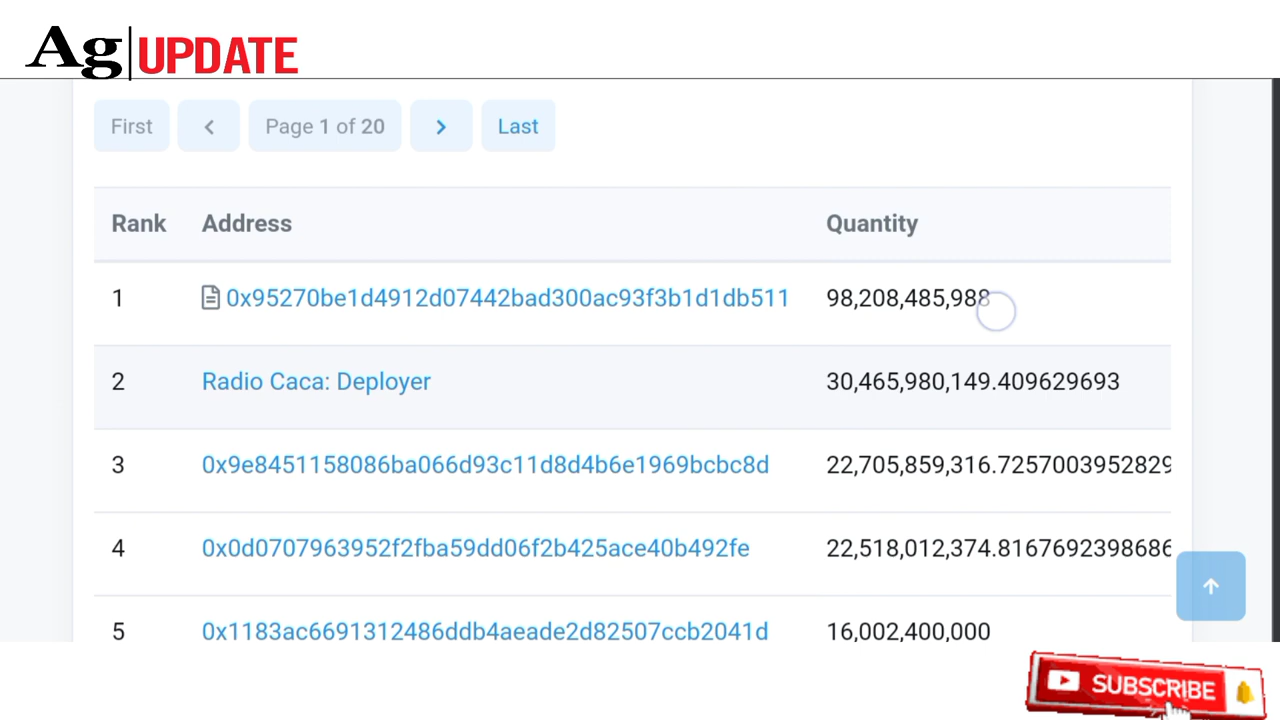 Ag|UPDATE
First < Page 1 of 20 > Last
Rank Address Quantity
1 0x95270be1d4912d07442bad300ac93f3b1d1db511 98,208,485,988
2 Radio Caca: Deployer 30,465,980,149.409629693
3 0x9e8451158086ba066d93c11d8d4b6e1969bcbc8d 22,705,859,316.7257003952829
4 0x0d0707963952f2fba59dd06f2b425ace40b492fe 22,518,012,374.8167692398686
5 0x1183ac6691312486ddb4aeade2d82507ccb2041d 16,002,400,000
SUBSCRIBE